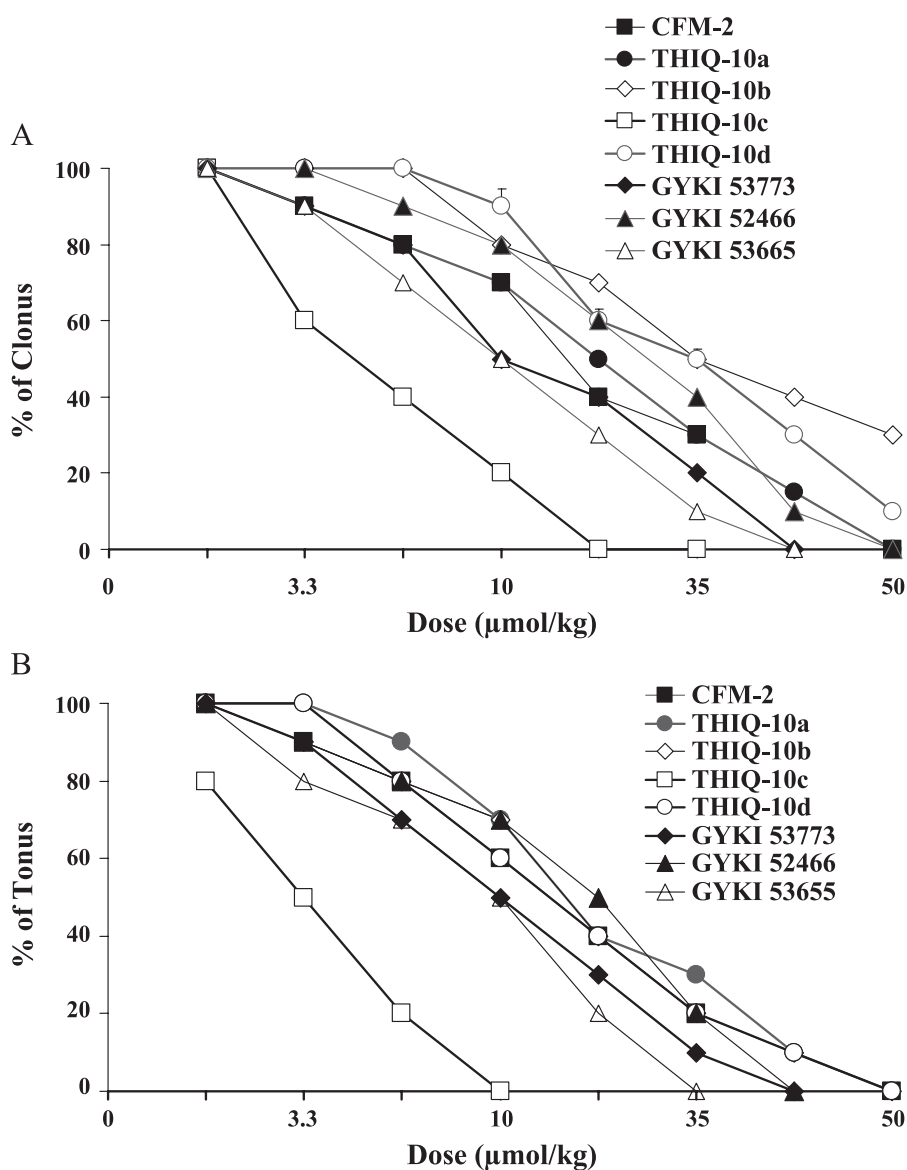 CFM-2
THIQ-10a
THIQ-10b
THIQ-10c
THIQ-10d
GYKI 53773
GYKI 52466
GYKI 53665
A
100
80
60
40
20
0
% of Clonus
0 3.3 10 35 50
Dose (µmol/kg)
B
CFM-2
THIQ-10a
THIQ-10b
THIQ-10c
THIQ-10d
GYKI 53773
GYKI 52466
GYKI 53655
100
80
60
40
20
0
% of Tonus
0 3.3 10 35 50
Dose (µmol/kg)